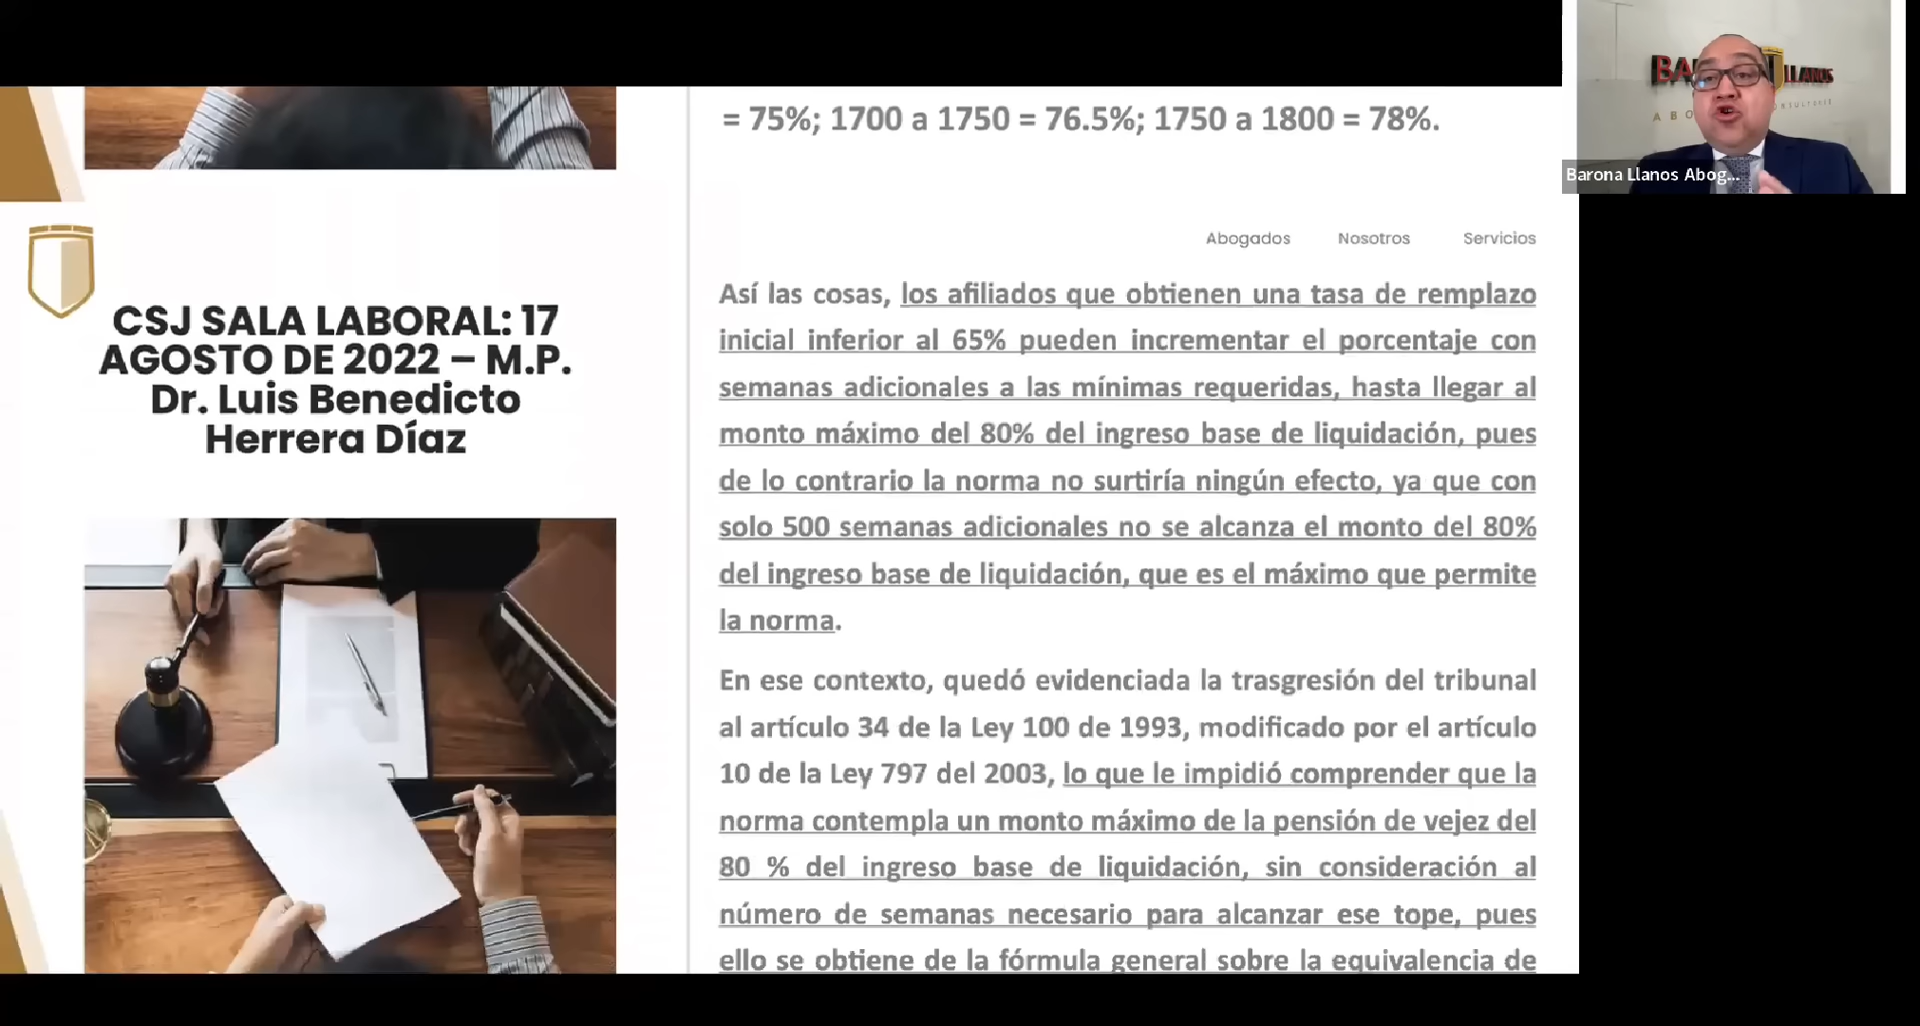 = 75%; 1700 a 1750 = 76.5%; 1750 a 1800 = 78%.
Abogados Nosotros Servicios
CSJ SALA LABORAL: 17
AGOSTO DE 2022 – M.P.
Dr. Luis Benedicto
Herrera Díaz
Así las cosas, los afiliados que obtienen una tasa de remplazo
inicial inferior al 65% pueden incrementar el porcentaje con
semanas adicionales a las mínimas requeridas, hasta llegar al
monto máximo del 80% del ingreso base de liquidación, pues
de lo contrario la norma no surtiría ningún efecto, ya que con
solo 500 semanas adicionales no se alcanza el monto del 80%
del ingreso base de liquidación, que es el máximo que permite
la norma.
En ese contexto, quedó evidenciada la trasgresión del tribunal
al artículo 34 de la Ley 100 de 1993, modificado por el artículo
10 de la Ley 797 del 2003, lo que le impidió comprender que la
norma contempla un monto máximo de la pensión de vejez del
80 % del ingreso base de liquidación, sin consideración al
número de semanas necesario para alcanzar ese tope, pues
ello se obtiene de la fórmula general sobre la equivalencia de
LLANOS
Barona Llanos Abog...